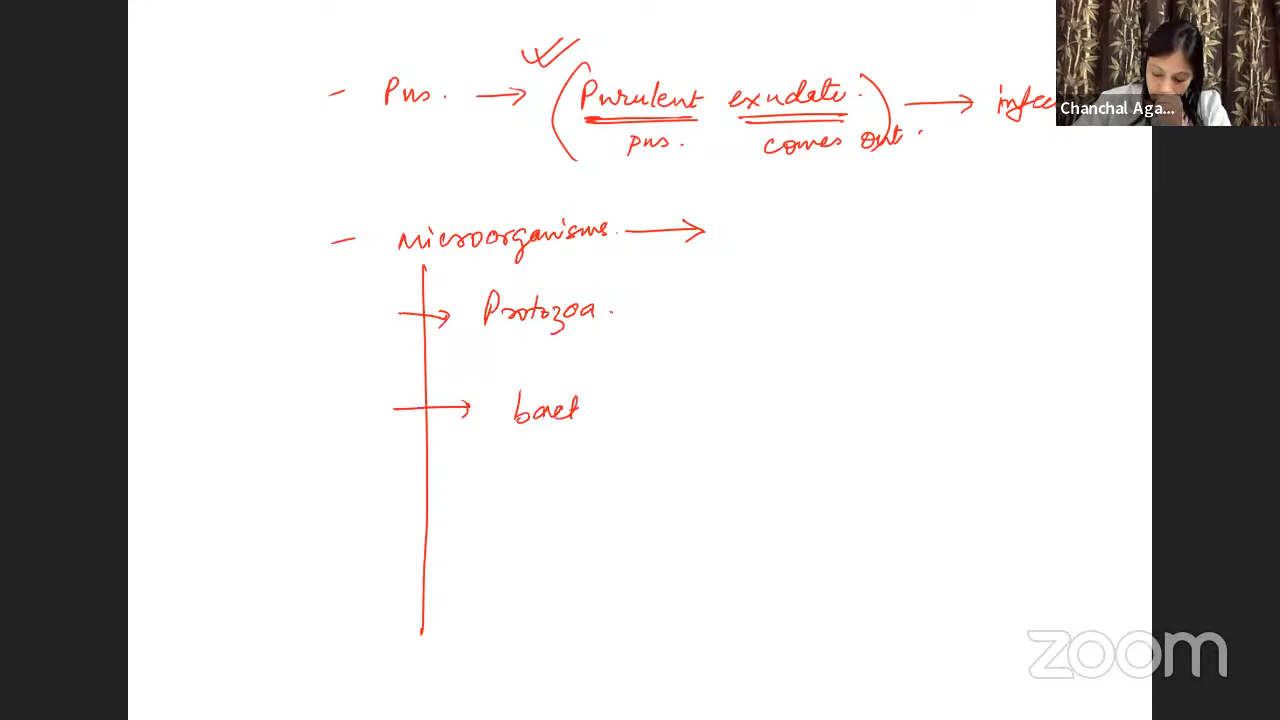 - Pus. → (Purulent exudate.) → infec
pus. comes out.
Chanchal Aga...
- microorganisms. →
→ Protozoa.
→ bact
zoom